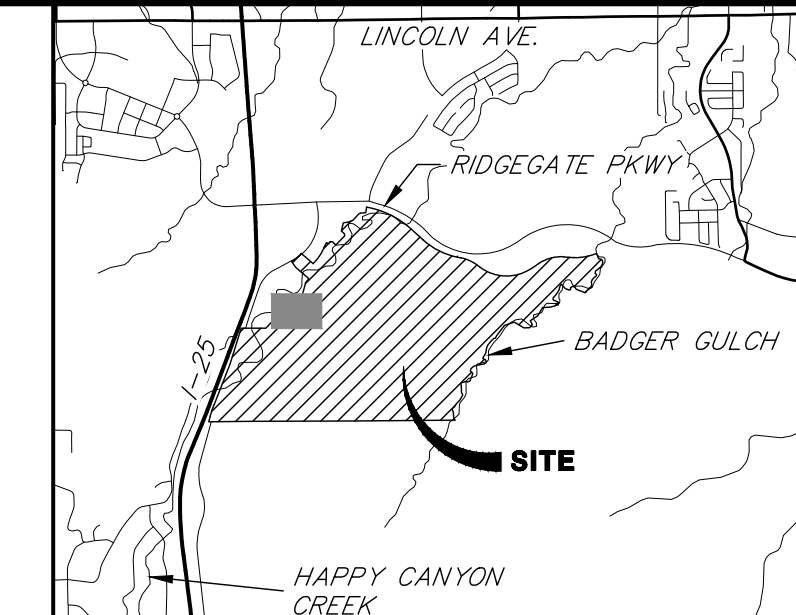 LINCOLN AVE.
RIDGEGATE PKWY
BADGER GULCH
I-25
SITE
HAPPY CANYON
CREEK